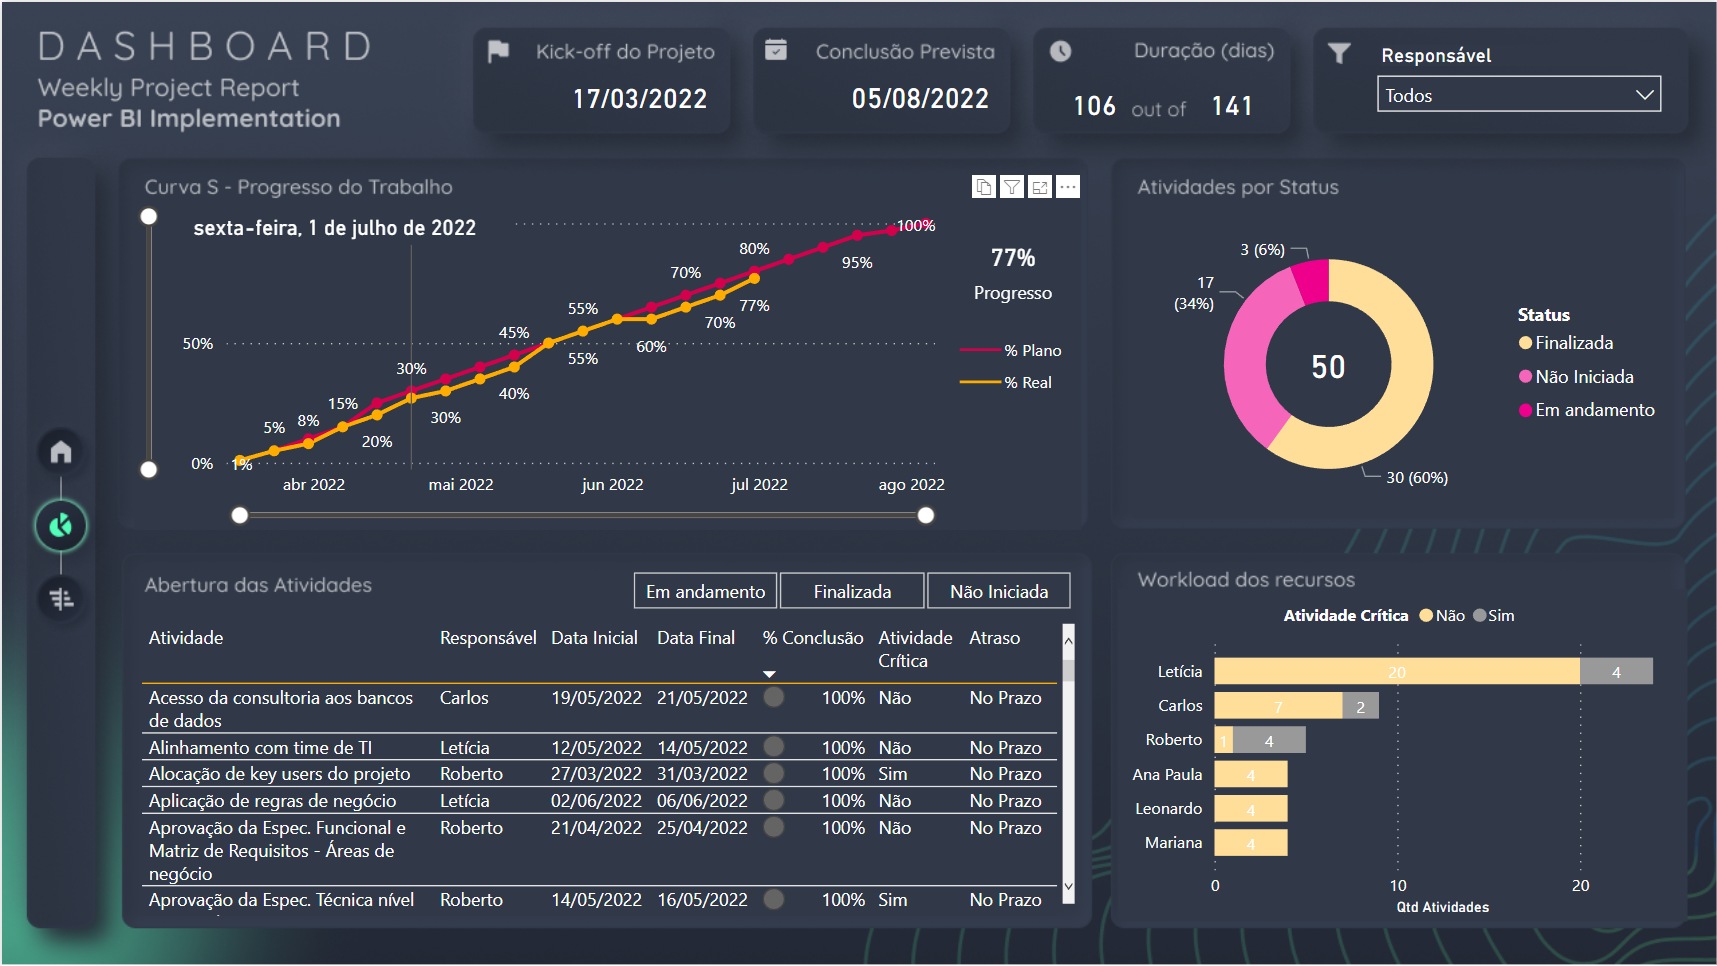 DASHBOARD
Weekly Project Report
Power BI Implementation
Kick-off do Projeto
17/03/2022
Conclusão Prevista
05/08/2022
Duração (dias)
106 out of 141
Responsável
Todos
Curva S - Progresso do Trabalho
sexta-feira, 1 de julho de 2022
100%
95%
80%
77%
70%
70%
60%
55%
55%
45%
40%
30%
30%
20%
15%
8%
5%
1%
50%
0%
abr 2022 mai 2022 jun 2022 jul 2022 ago 2022
77%
Progresso
% Plano
% Real
Atividades por Status
3 (6%)
17
(34%)
50
30 (60%)
Status
Finalizada
Não Iniciada
Em andamento
Abertura das Atividades
Em andamento Finalizada Não Iniciada
Atividade Responsável Data Inicial Data Final % Conclusão Atividade Atraso
Crítica
Acesso da consultoria aos bancos Carlos 19/05/2022 21/05/2022 100% Não No Prazo
de dados
Alinhamento com time de TI Letícia 12/05/2022 14/05/2022 100% Não No Prazo
Alocação de key users do projeto Roberto 27/03/2022 31/03/2022 100% Sim No Prazo
Aplicação de regras de negócio Letícia 02/06/2022 06/06/2022 100% Não No Prazo
Aprovação da Espec. Funcional e Roberto 21/04/2022 25/04/2022 100% Não No Prazo
Matriz de Requisitos - Áreas de
negócio
Aprovação da Espec. Técnica nível Roberto 14/05/2022 16/05/2022 100% Sim No Prazo
Workload dos recursos
Atividade Crítica Não Sim
Letícia 20 4
Carlos 7 2
Roberto 1 4
Ana Paula 4
Leonardo 4
Mariana 4
0 10 20
Qtd Atividades